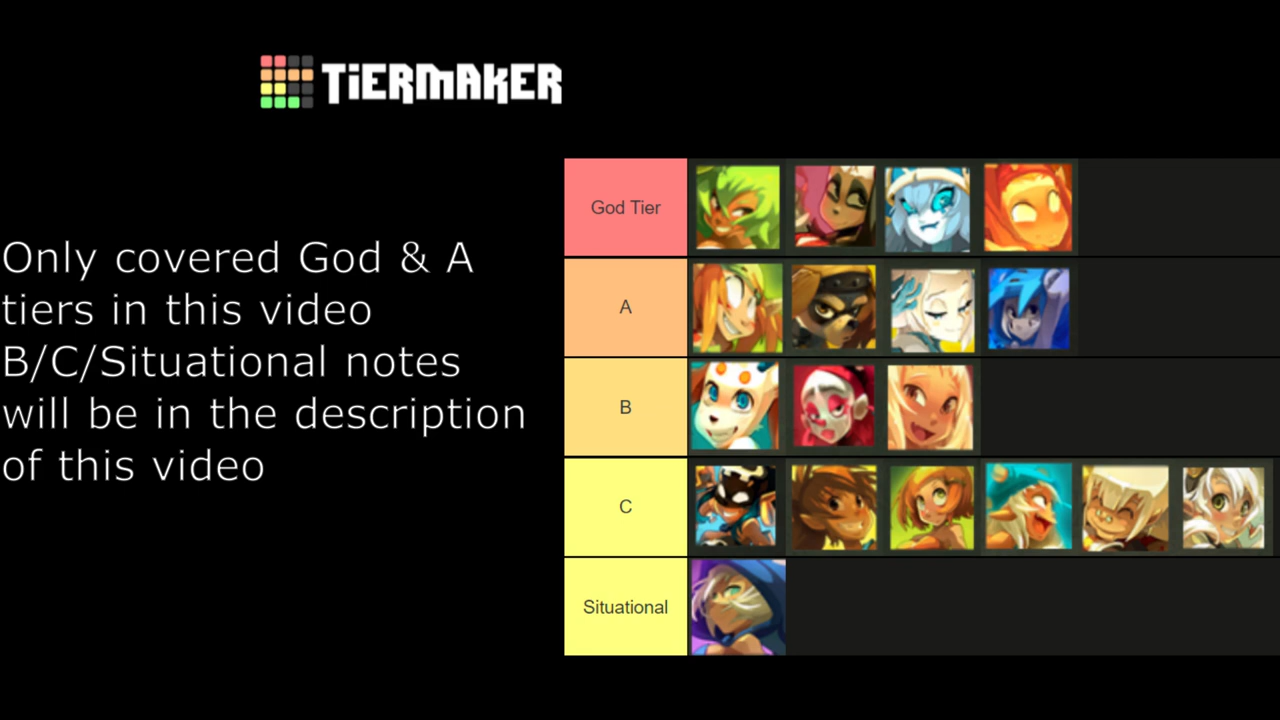 TiERMAKER
Only covered God & A
tiers in this video
B/C/Situational notes
will be in the description
of this video
God Tier
A
B
C
Situational